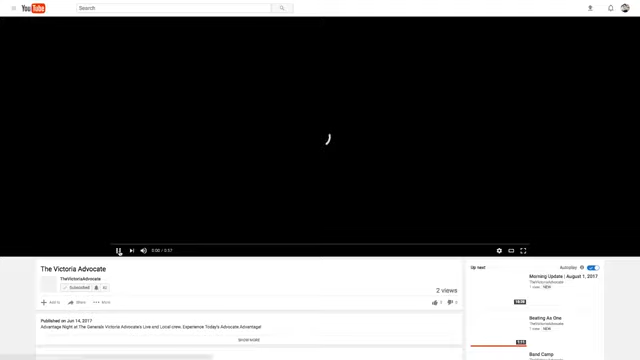 YouTube
Search
0:00 / 0:57
The Victoria Advocate
TheVictoriaAdvocate
Subscribed
2 views
Add to
Share
More
Published on Jun 14, 2017
Advantage Night at The Generals Victoria Advocate's Live and Local crew. Experience Today's Advocate Advantage!
SHOW MORE
Up next
Autoplay
Morning Update : August 1, 2017
TheVictoriaAdvocate
NEW
Beating As One
TheVictoriaAdvocate
NEW
Band Camp
TheVictoriaAdvocate